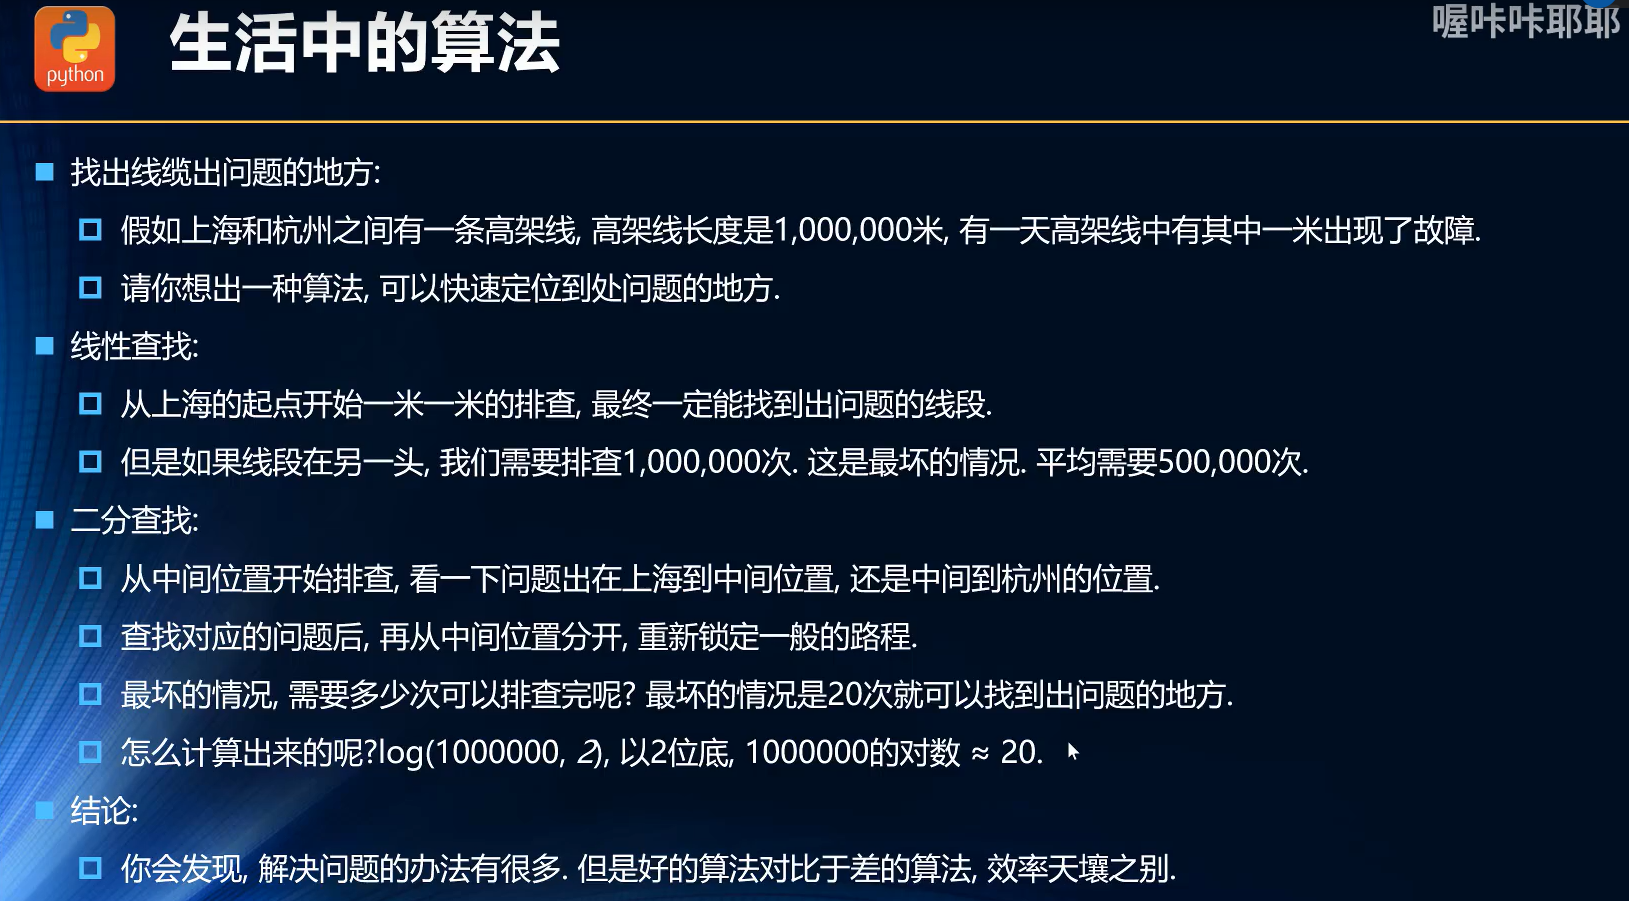 python
生活中的算法
喔咔咔耶耶
找出线缆出问题的地方:
假如上海和杭州之间有一条高架线, 高架线长度是1,000,000米, 有一天高架线中有其中一米出现了故障.
请你想出一种算法, 可以快速定位到处问题的地方.
线性查找:
从上海的起点开始一米一米的排查, 最终一定能找到出问题的线段.
但是如果线段在另一头, 我们需要排查1,000,000次. 这是最坏的情况. 平均需要500,000次.
二分查找:
从中间位置开始排查, 看一下问题出在上海到中间位置, 还是中间到杭州的位置.
查找对应的问题后, 再从中间位置分开, 重新锁定一般的路程.
最坏的情况, 需要多少次可以排查完呢? 最坏的情况是20次就可以找到出问题的地方.
怎么计算出来的呢?log(1000000, 2), 以2位底, 1000000的对数 ≈ 20.
结论:
你会发现, 解决问题的办法有很多. 但是好的算法对比于差的算法, 效率天壤之别.